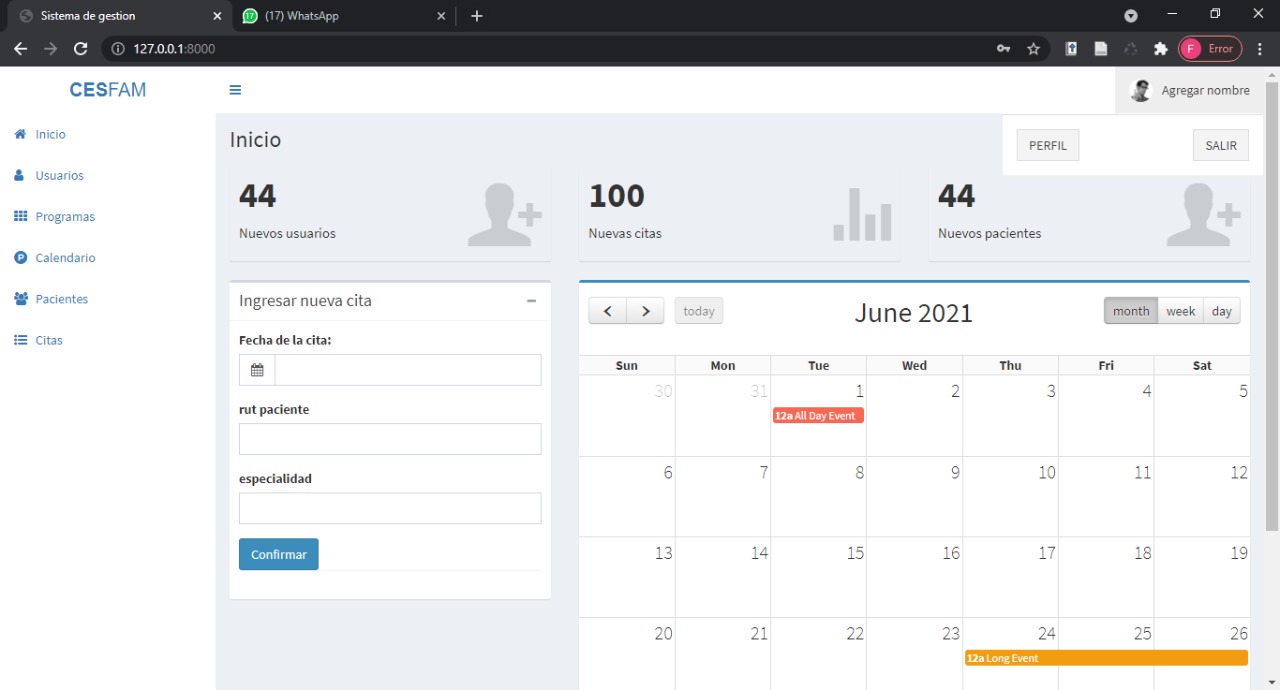 Sistema de gestion
(17) WhatsApp
127.0.0.1:8000
F Error
CESFAM
Agregar nombre
Inicio
Usuarios
Programas
Calendario
Pacientes
Citas
Inicio
PERFIL
SALIR
44
Nuevos usuarios
100
Nuevas citas
44
Nuevos pacientes
Ingresar nueva cita
Fecha de la cita:
rut paciente
especialidad
Confirmar
today
June 2021
month week day
Sun Mon Tue Wed Thu Fri Sat
30 31 1 2 3 4 5
12a All Day Event
6 7 8 9 10 11 12
13 14 15 16 17 18 19
20 21 22 23 24 25 26
12a Long Event